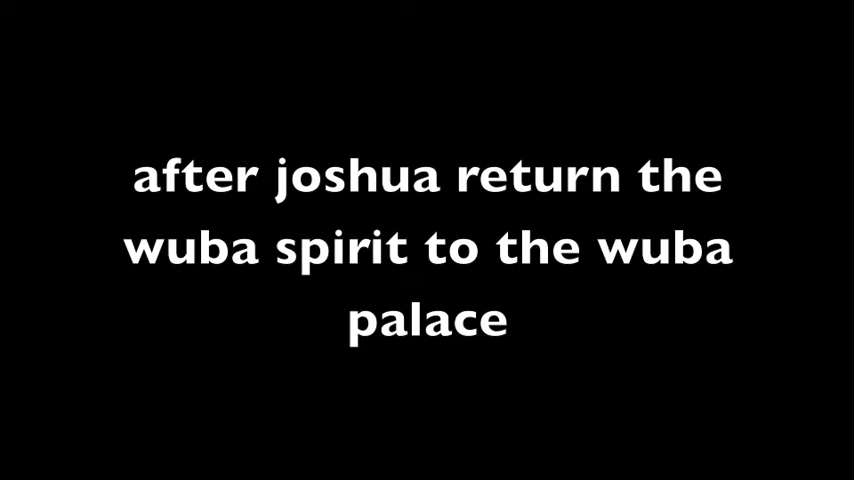 after joshua return the
wuba spirit to the wuba
palace